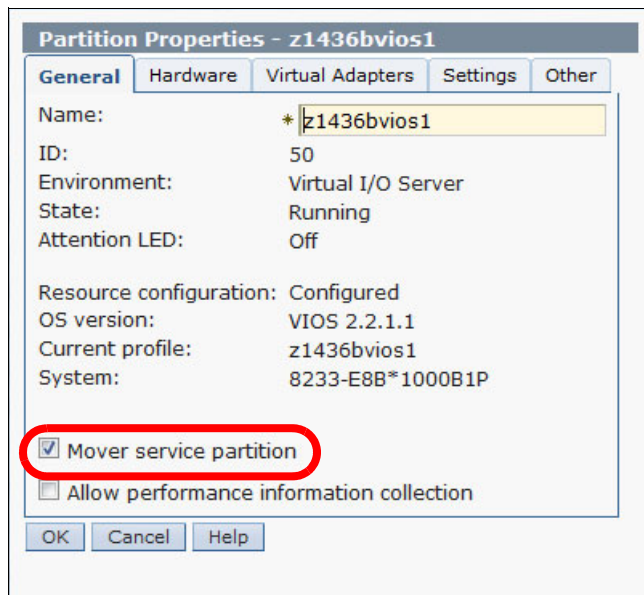 Partition Properties - z1436bvios1
General Hardware Virtual Adapters Settings Other
Name: * z1436bvios1
ID: 50
Environment: Virtual I/O Server
State: Running
Attention LED: Off
Resource configuration: Configured
OS version: VIOS 2.2.1.1
Current profile: z1436bvios1
System: 8233-E8B*1000B1P
Mover service partition
Allow performance information collection
OK Cancel Help